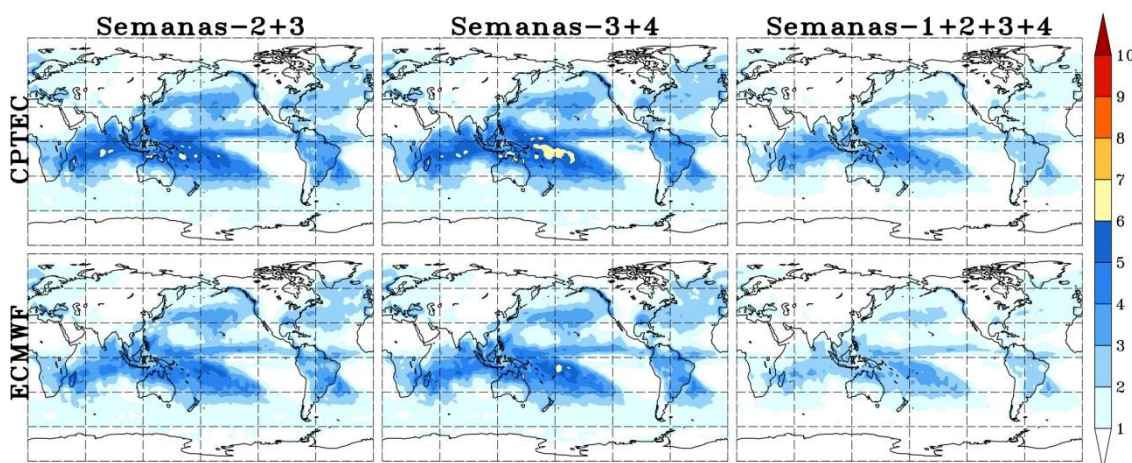 Semanas-2+3
Semanas-3+4
Semanas-1+2+3+4
CPTEC
ECMWF
10
9
8
7
6
5
4
3
2
1